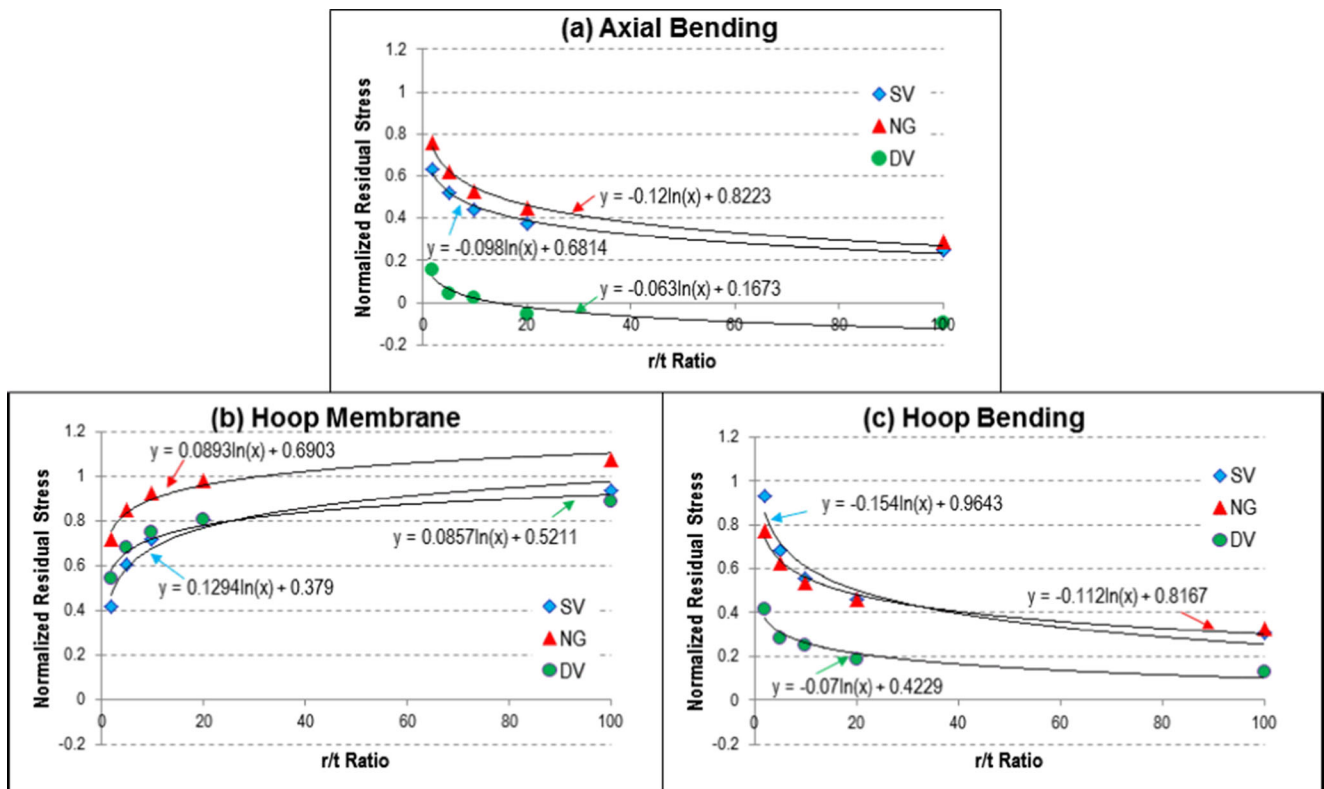 (a) Axial Bending
Normalized Residual Stress
1.2
1
0.8
0.6
0.4
0.2
0
-0.2
0
20
40
60
80
100
r/t Ratio
SV
NG
DV
y = -0.12ln(x) + 0.8223
y = -0.098ln(x) + 0.6814
y = -0.063ln(x) + 0.1673
(b) Hoop Membrane
Normalized Residual Stress
1.2
1
0.8
0.6
0.4
0.2
0
-0.2
0
20
40
60
80
100
r/t Ratio
y = 0.0893ln(x) + 0.6903
y = 0.0857ln(x) + 0.5211
y = 0.1294ln(x) + 0.379
SV
NG
DV
(c) Hoop Bending
Normalized Residual Stress
1.2
1
0.8
0.6
0.4
0.2
0
-0.2
0
20
40
60
80
100
r/t Ratio
SV
NG
DV
y = -0.154ln(x) + 0.9643
y = -0.112ln(x) + 0.8167
y = -0.07ln(x) + 0.4229